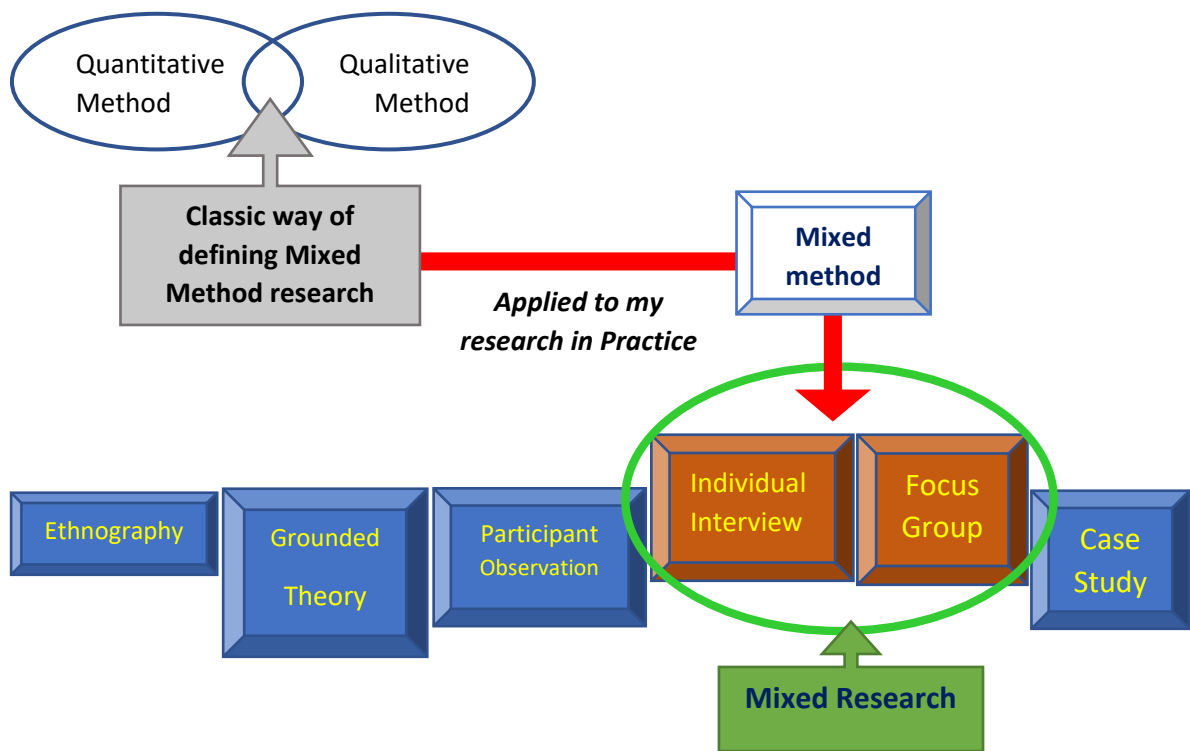 Quantitative
Method
Qualitative
Method
Classic way of
defining Mixed
Method research
Mixed
method
Applied to my
research in Practice
Ethnography
Grounded
Theory
Participant
Observation
Individual
Interview
Focus
Group
Case
Study
Mixed Research